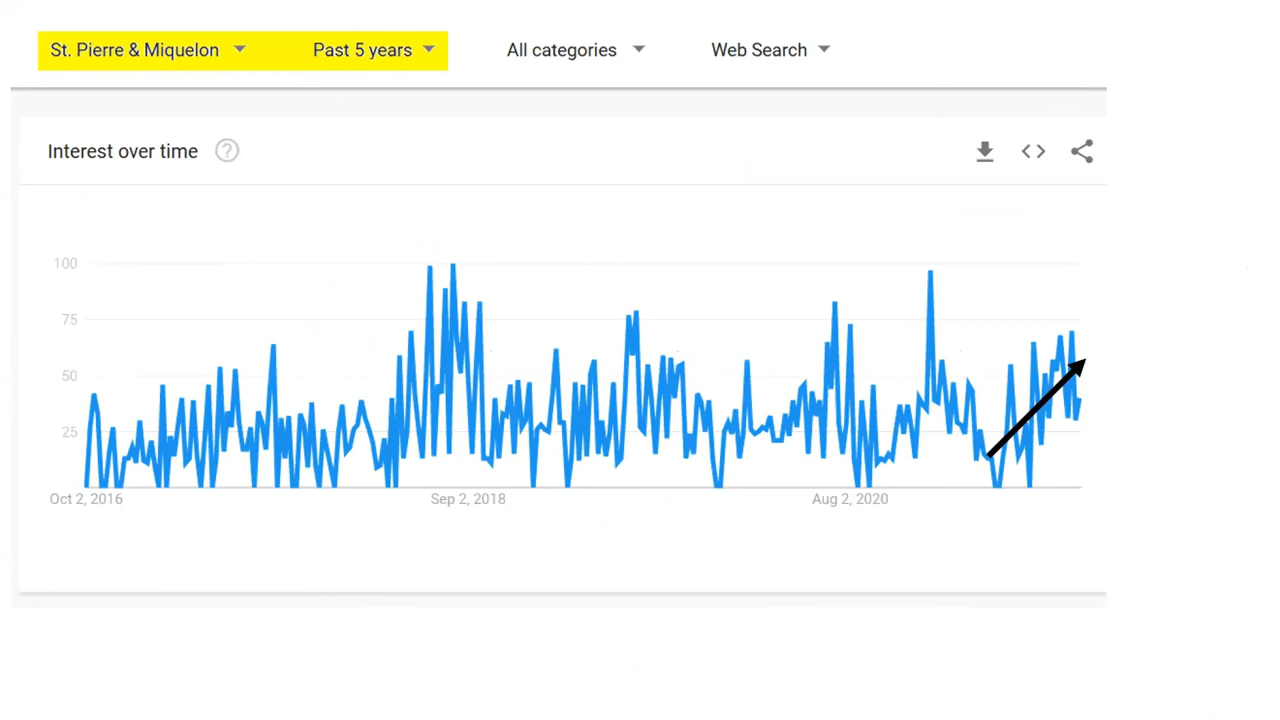 St. Pierre & Miquelon Past 5 years All categories Web Search
Interest over time ?
100
75
50
25
Oct 2, 2016 Sep 2, 2018 Aug 2, 2020